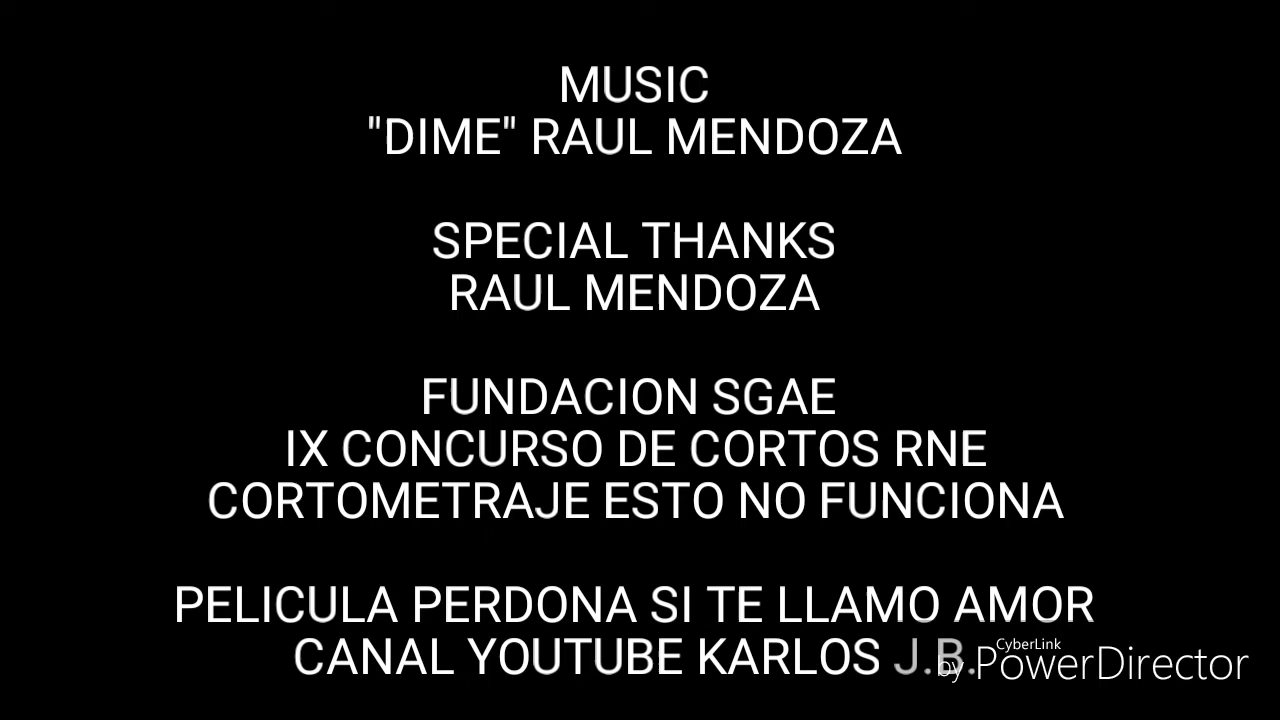 MUSIC
"DIME" RAUL MENDOZA
SPECIAL THANKS
RAUL MENDOZA
FUNDACION SGAE
IX CONCURSO DE CORTOS RNE
CORTOMETRAJE ESTO NO FUNCIONA
PELICULA PERDONA SI TE LLAMO AMOR
CANAL YOUTUBE KARLOS J.B.
by CyberLink PowerDirector